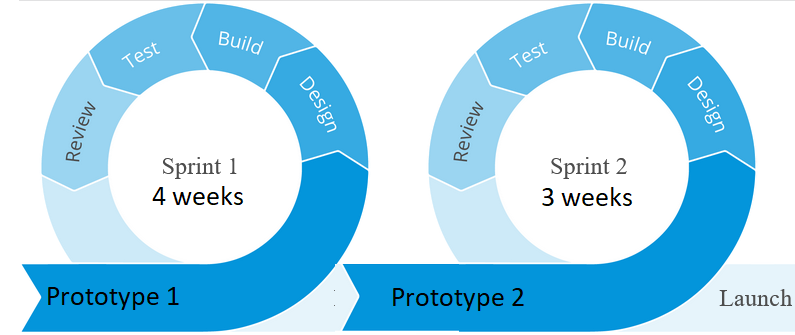 Review
Test
Build
Design
Sprint 1
4 weeks
Prototype 1
Review
Test
Build
Design
Sprint 2
3 weeks
Prototype 2
Launch